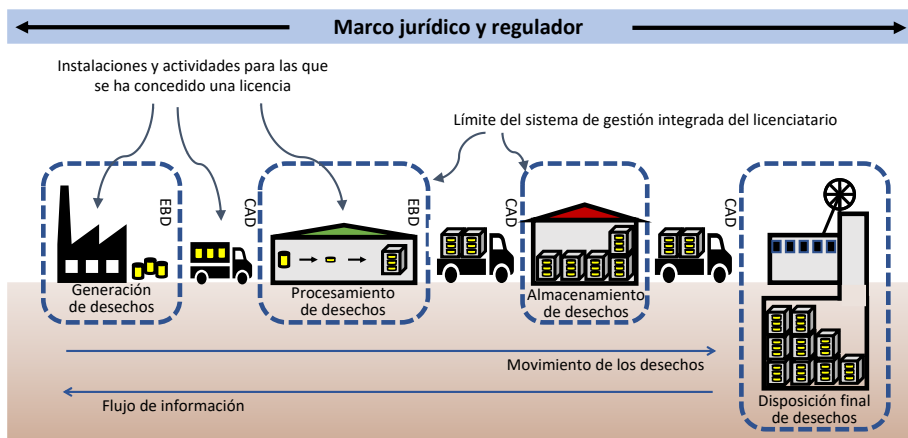 Marco jurídico y regulador
Instalaciones y actividades para las que
se ha concedido una licencia
Límite del sistema de gestión integrada del licenciatario
EBD
CAD
EBD
CAD
CAD
Generación
de desechos
Procesamiento
de desechos
Almacenamiento
de desechos
Movimiento de los desechos
Flujo de información
Disposición final
de desechos